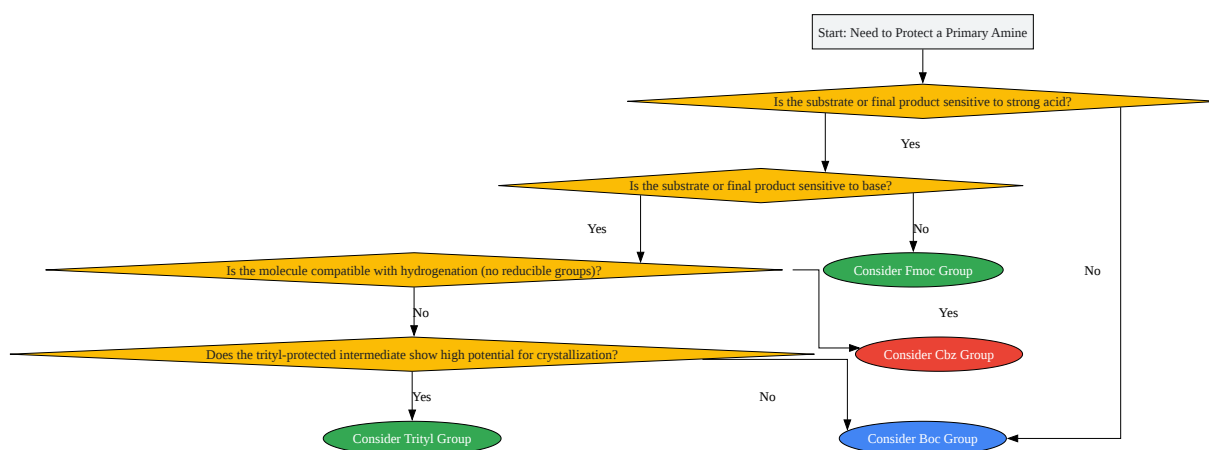 Start: Need to Protect a Primary Amine
Is the substrate or final product sensitive to strong acid?
Yes
Is the substrate or final product sensitive to base?
Yes
No
Is the molecule compatible with hydrogenation (no reducible groups)?
Consider Fmoc Group
No
No
Yes
Does the trityl-protected intermediate show high potential for crystallization?
Consider Cbz Group
Yes
No
Consider Trityl Group
Consider Boc Group